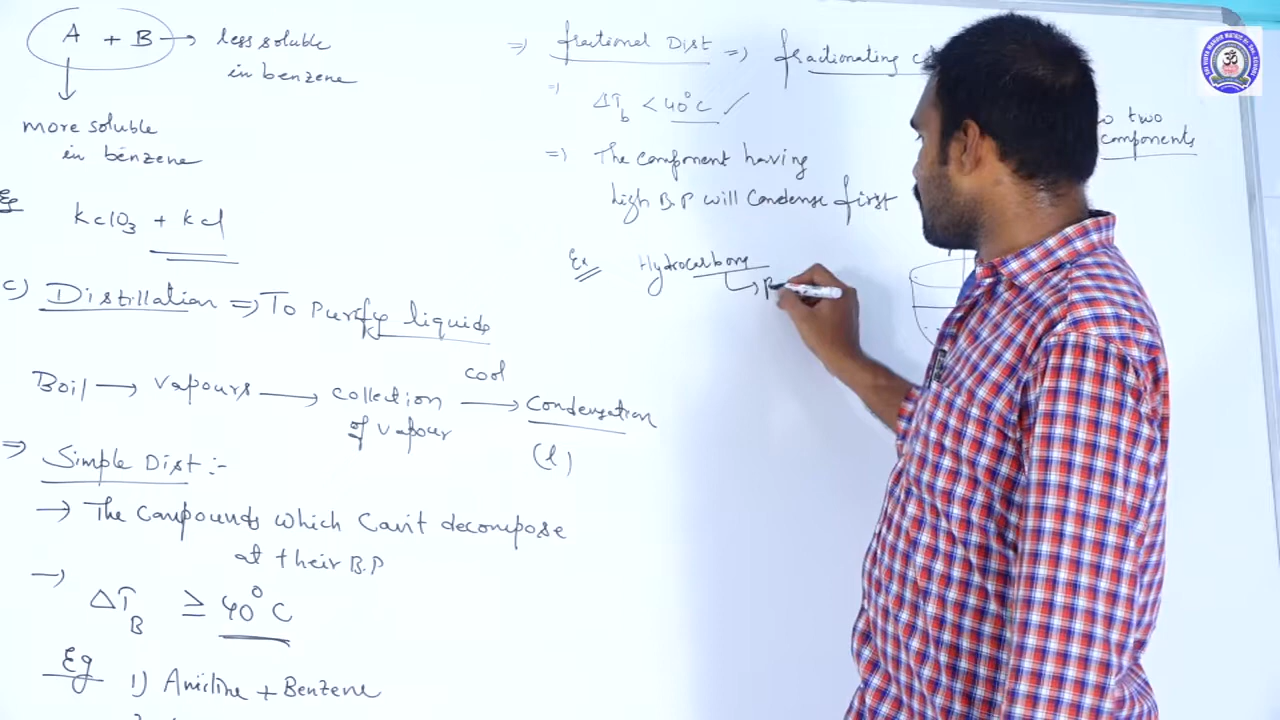 A + B → less soluble
in benzene
more soluble
in benzene
Eg
KClO3 + KCl
C) Distillation => To Purify liquids
Boil → vapours → collection cool → Condensation
of vapour
(l)
=> Simple Dist :-
→ The Compounds which Can't decompose
at their B.P
→ ΔT_B ≥ 40°C
Eg 1) Aniline + Benzene
=> fractional Dist => fractionating
ΔT_b < 40°C ✓
=> The Component having
high B.P will Condense first
Ex Hydrocarbons
two
components